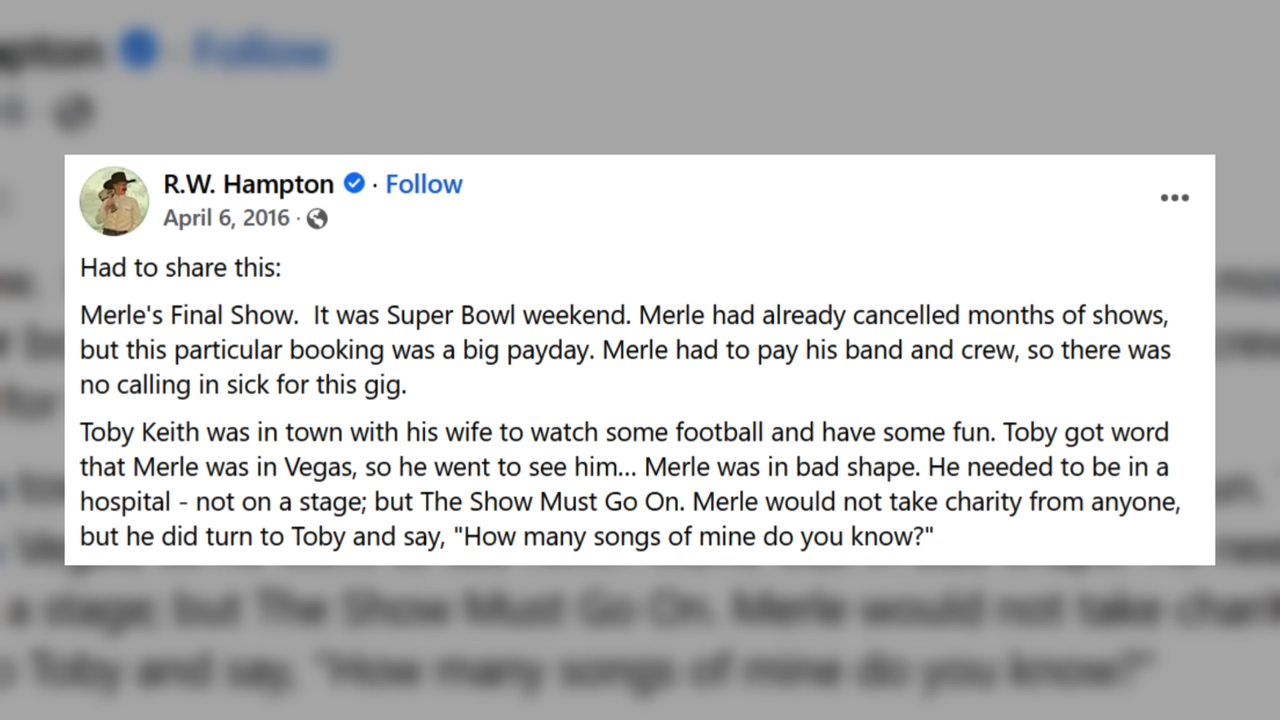 R.W. Hampton · Follow
April 6, 2016 ·
Had to share this:
Merle's Final Show.  It was Super Bowl weekend. Merle had already cancelled months of shows,
but this particular booking was a big payday. Merle had to pay his band and crew, so there was
no calling in sick for this gig.
Toby Keith was in town with his wife to watch some football and have some fun. Toby got word
that Merle was in Vegas, so he went to see him... Merle was in bad shape. He needed to be in a
hospital - not on a stage; but The Show Must Go On. Merle would not take charity from anyone,
but he did turn to Toby and say, "How many songs of mine do you know?"